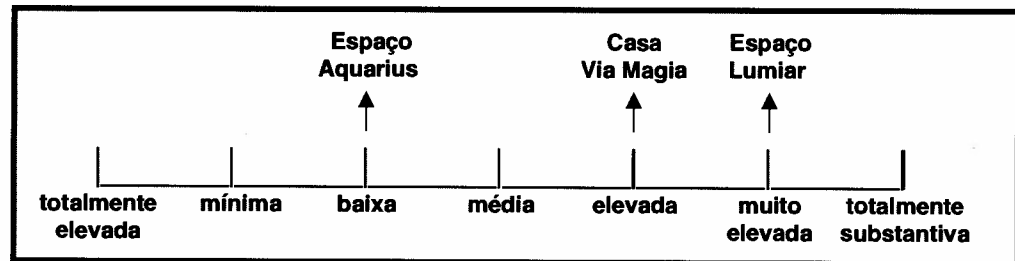 Espaço
Aquarius
Casa
Via Magia
Espaço
Lumiar
totalmente
elevada
mínima
baixa
média
elevada
muito
elevada
totalmente
substantiva